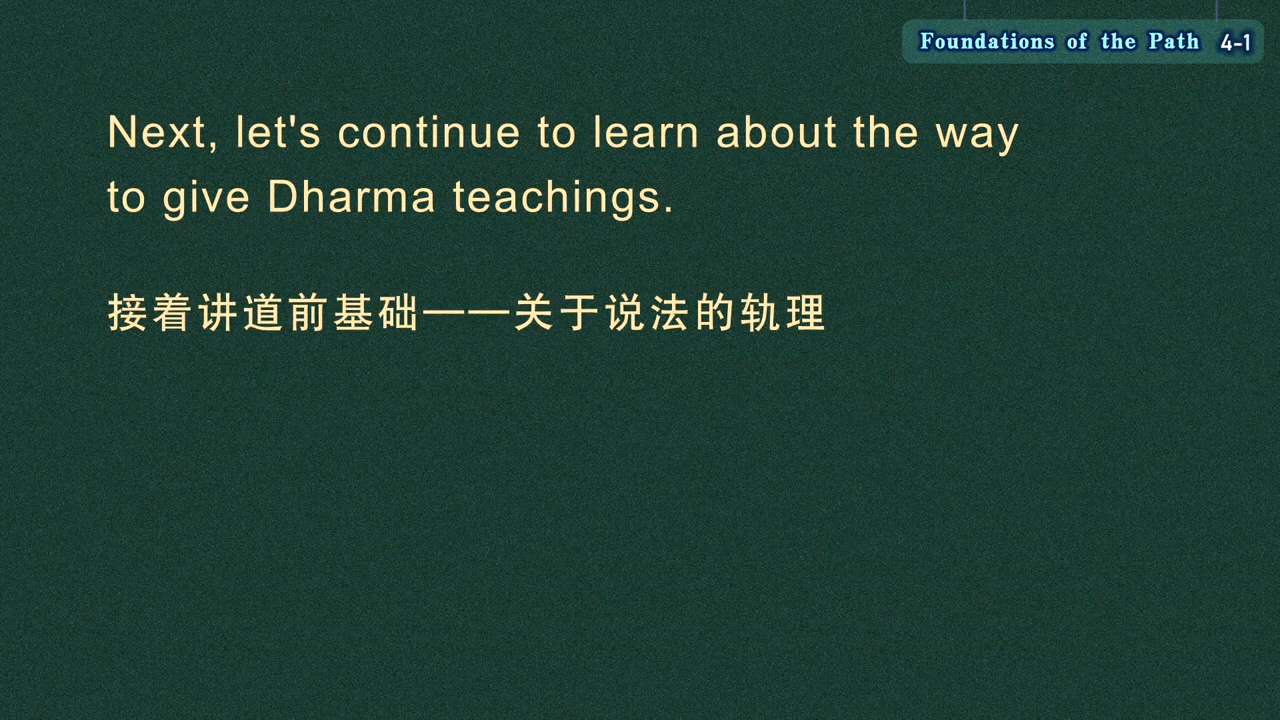 Foundations of the Path 4-1
Next, let's continue to learn about the way
to give Dharma teachings.
接着讲道前基础——关于说法的轨理